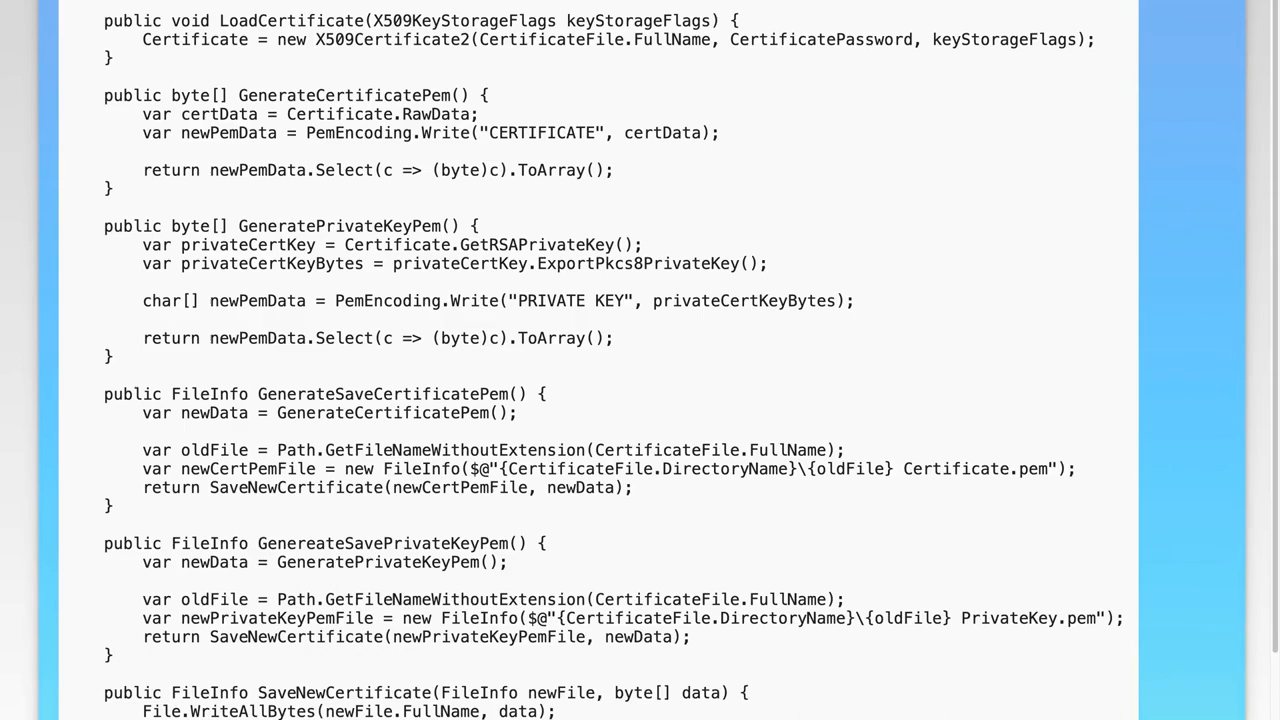 public void LoadCertificate(X509KeyStorageFlags keyStorageFlags) {
Certificate = new X509Certificate2(CertificateFile.FullName, CertificatePassword, keyStorageFlags);
}
public byte[] GenerateCertificatePem() {
var certData = Certificate.RawData;
var newPemData = PemEncoding.Write("CERTIFICATE", certData);
return newPemData.Select(c => (byte)c).ToArray();
}
public byte[] GeneratePrivateKeyPem() {
var privateCertKey = Certificate.GetRSAPrivateKey();
var privateCertKeyBytes = privateCertKey.ExportPkcs8PrivateKey();
char[] newPemData = PemEncoding.Write("PRIVATE KEY", privateCertKeyBytes);
return newPemData.Select(c => (byte)c).ToArray();
}
public FileInfo GenerateSaveCertificatePem() {
var newData = GenerateCertificatePem();
var oldFile = Path.GetFileNameWithoutExtension(CertificateFile.FullName);
var newCertPemFile = new FileInfo($@"{CertificateFile.DirectoryName}\{oldFile} Certificate.pem");
return SaveNewCertificate(newCertPemFile, newData);
}
public FileInfo GenereateSavePrivateKeyPem() {
var newData = GeneratePrivateKeyPem();
var oldFile = Path.GetFileNameWithoutExtension(CertificateFile.FullName);
var newPrivateKeyPemFile = new FileInfo($@"{CertificateFile.DirectoryName}\{oldFile} PrivateKey.pem");
return SaveNewCertificate(newPrivateKeyPemFile, newData);
}
public FileInfo SaveNewCertificate(FileInfo newFile, byte[] data) {
File.WriteAllBytes(newFile.FullName, data);